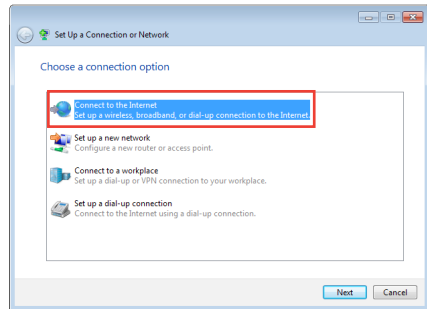 Set Up a Connection or Network
Choose a connection option
Connect to the Internet
Set up a wireless, broadband, or dial-up connection to the Internet.
Set up a new network
Configure a new router or access point.
Connect to a workplace
Set up a dial-up or VPN connection to your workplace.
Set up a dial-up connection
Connect to the Internet using a dial-up connection.
Next Cancel